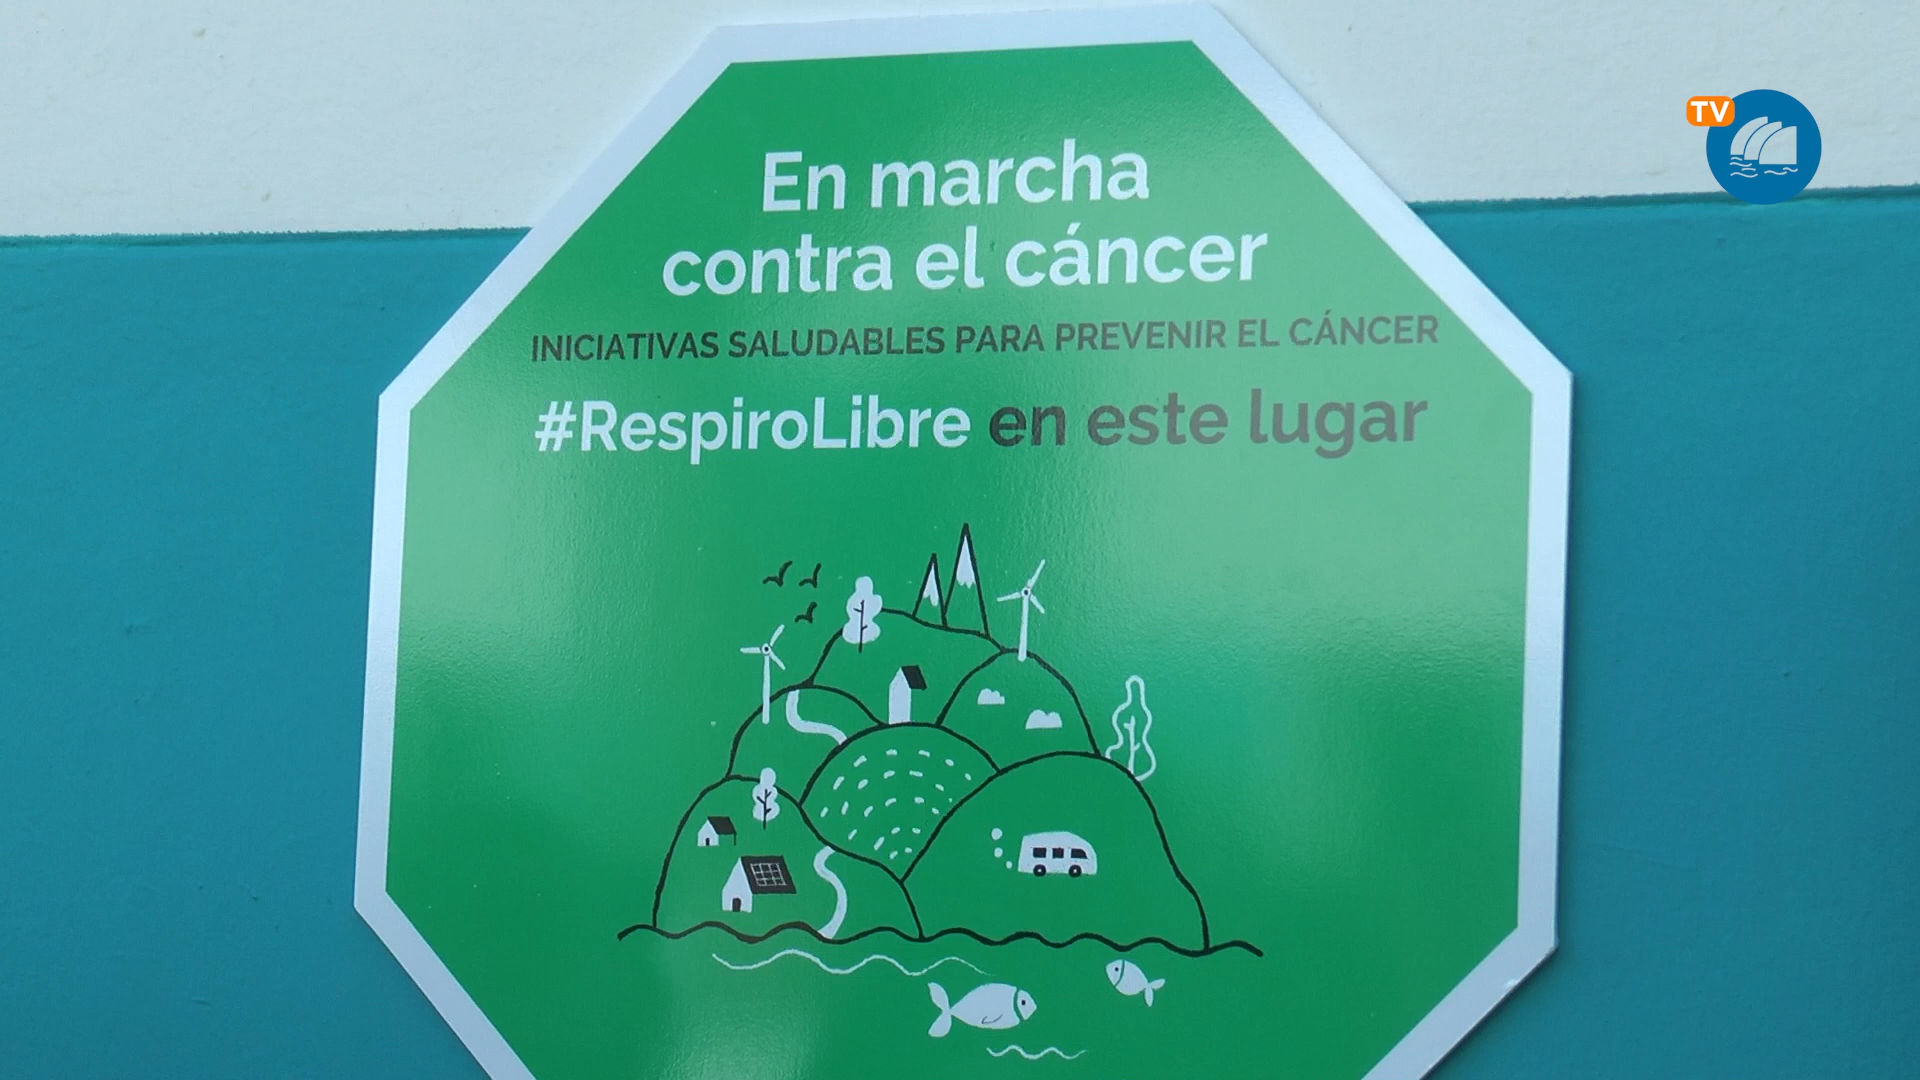 TV
En marcha
contra el cáncer
INICIATIVAS SALUDABLES PARA PREVENIR EL CÁNCER
#RespiroLibre en este lugar